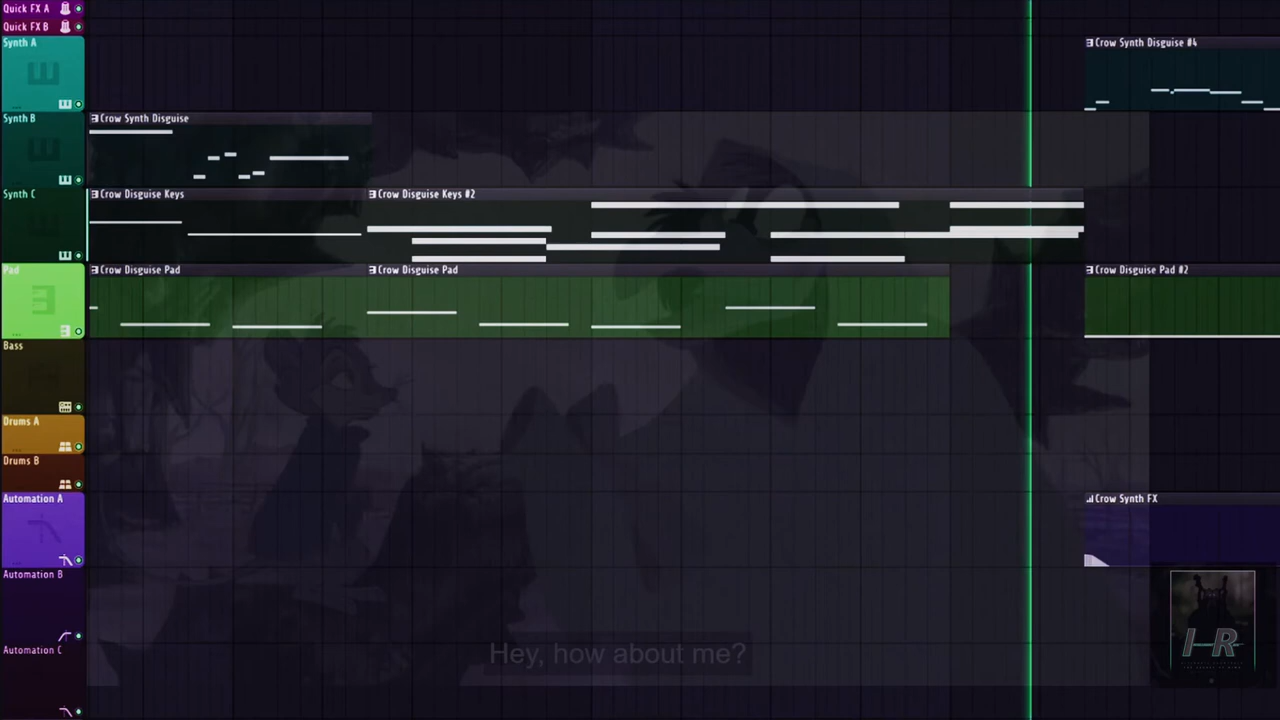 Quick FX A
Quick FX B
Synth A
Crow Synth Disguise #4
Synth B
Crow Synth Disguise
Synth C
Crow Disguise Keys
Crow Disguise Keys #2
Pad
Crow Disguise Pad
Crow Disguise Pad
Crow Disguise Pad #2
Bass
Drums A
Drums B
Automation A
Crow Synth FX
Automation B
Automation C
Hey, how about me?
I-R